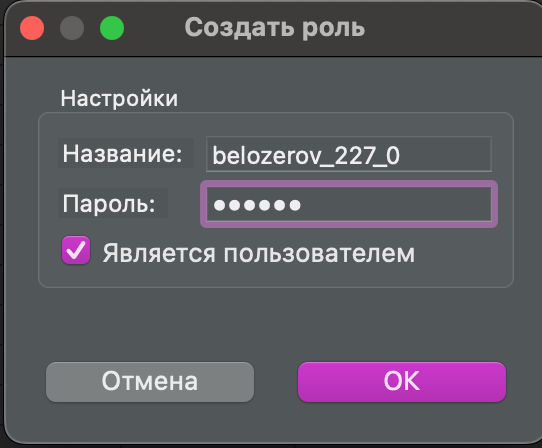 Создать роль
Настройки
Название: belozerov_227_0
Пароль: ••••••
Является пользователем
Отмена OK